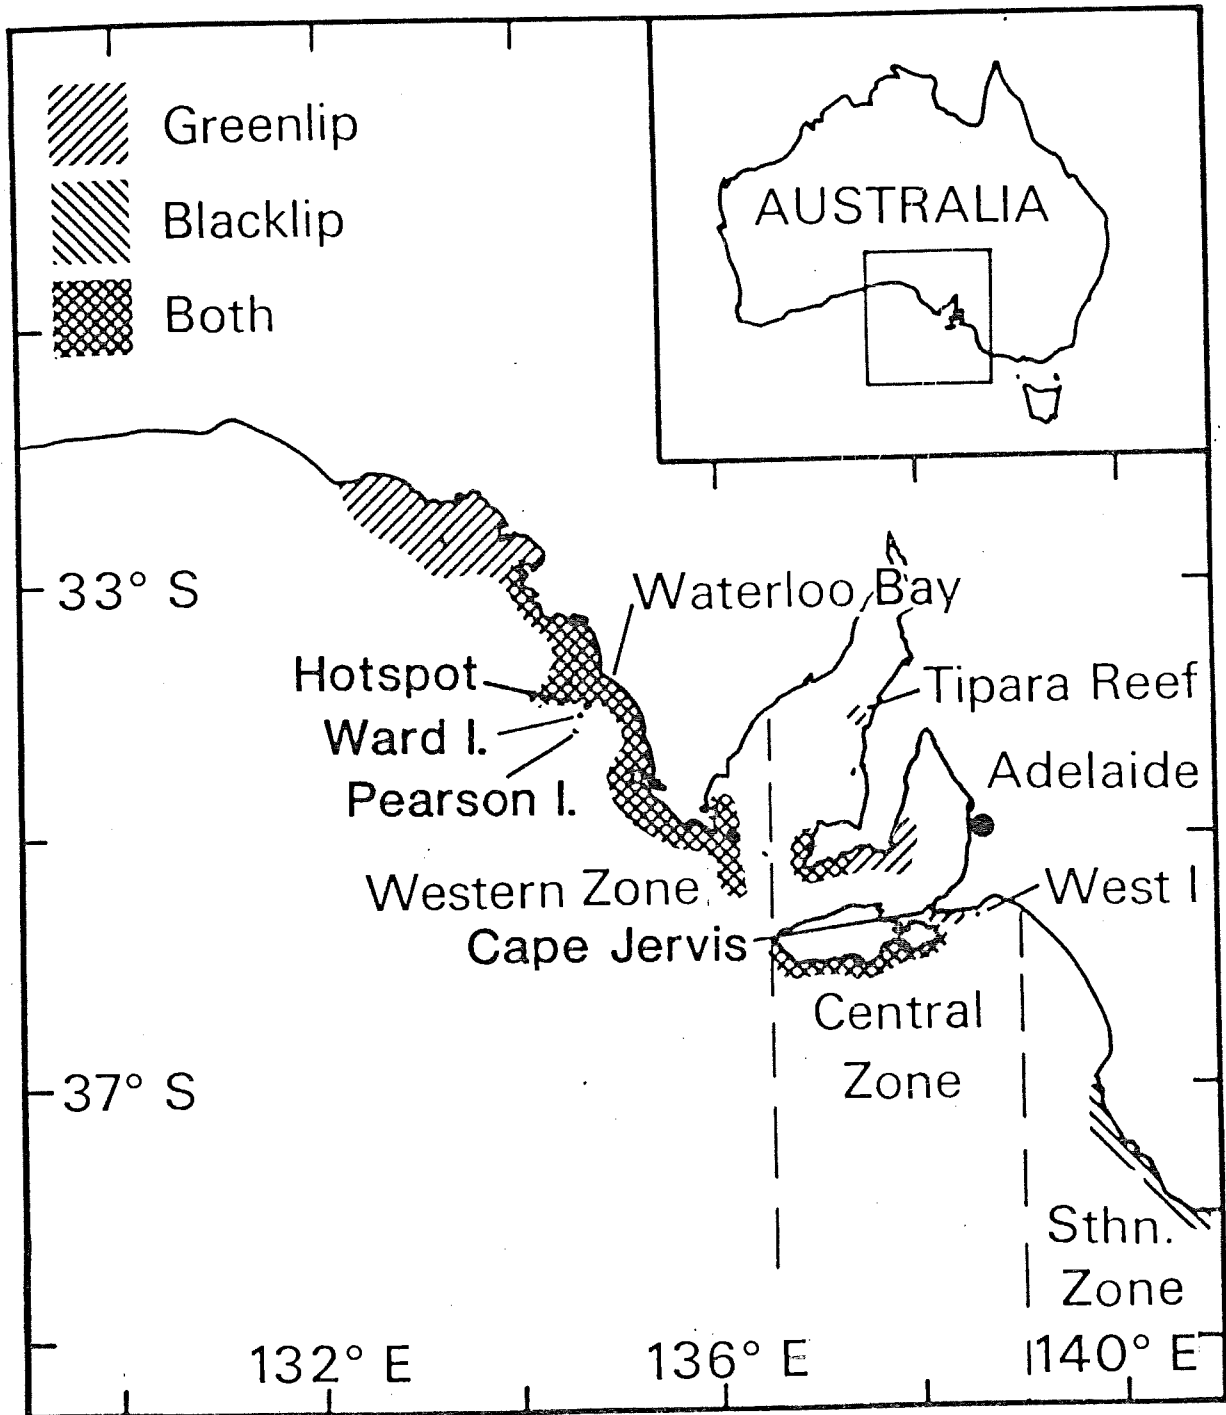 Greenlip
Blacklip
Both
AUSTRALIA
33° S
Waterloo Bay
Hotspot
Tipara Reef
Ward I.
Adelaide
Pearson I.
Western Zone
West I
Cape Jervis
Central
Zone
37° S
Sthn.
Zone
132° E
136° E
140° E